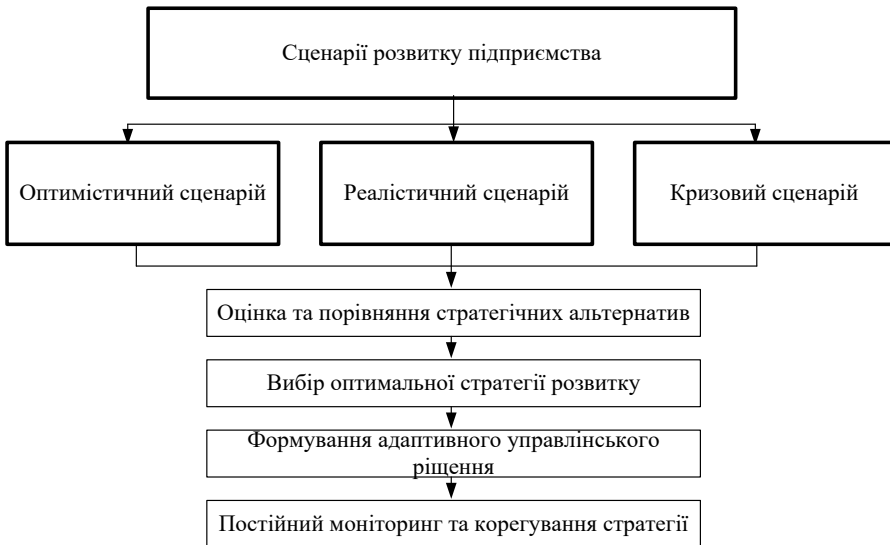 Сценарії розвитку підприємства
Оптимістичний сценарій
Реалістичний сценарій
Кризовий сценарій
Оцінка та порівняння стратегічних альтернатив
Вибір оптимальної стратегії розвитку
Формування адаптивного управлінського
ріщення
Постійний моніторинг та корегування стратегії